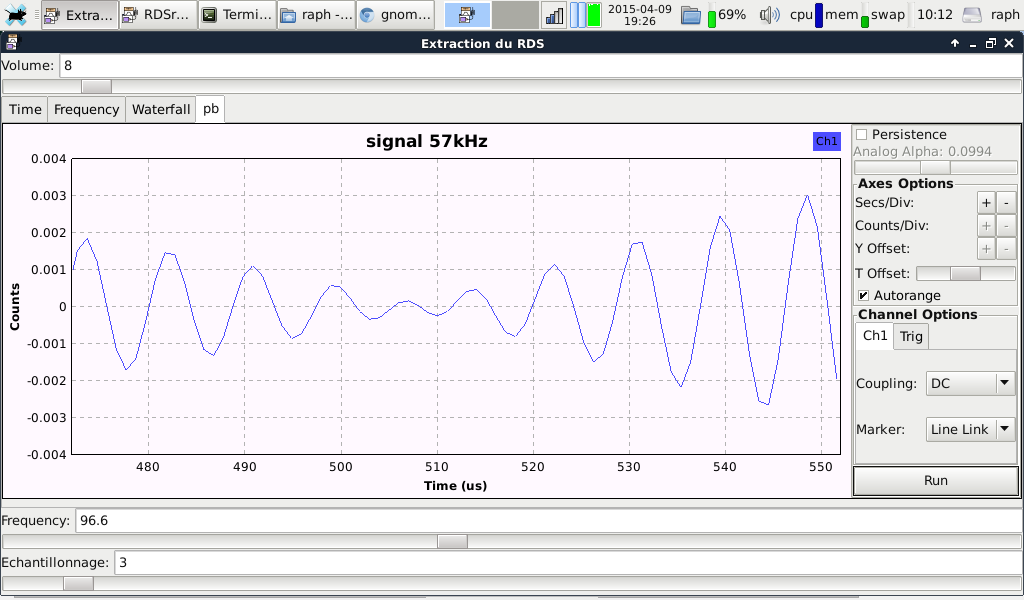 Extra... RDSr... Termi... raph -... gnom... 2015-04-09 69% cpu mem swap 10:12 raph
19:26
Extraction du RDS
Volume: 8
Time Frequency Waterfall pb
signal 57kHz
Ch1
0.004
0.003
0.002
0.001
0
-0.001
-0.002
-0.003
-0.004
Counts
480 490 500 510 520 530 540 550
Time (us)
Persistence
Analog Alpha: 0.0994
Axes Options
Secs/Div: + -
Counts/Div: + -
Y Offset: + -
T Offset:
Autorange
Channel Options
Ch1 Trig
Coupling: DC
Marker: Line Link
Run
Frequency: 96.6
Echantillonnage: 3